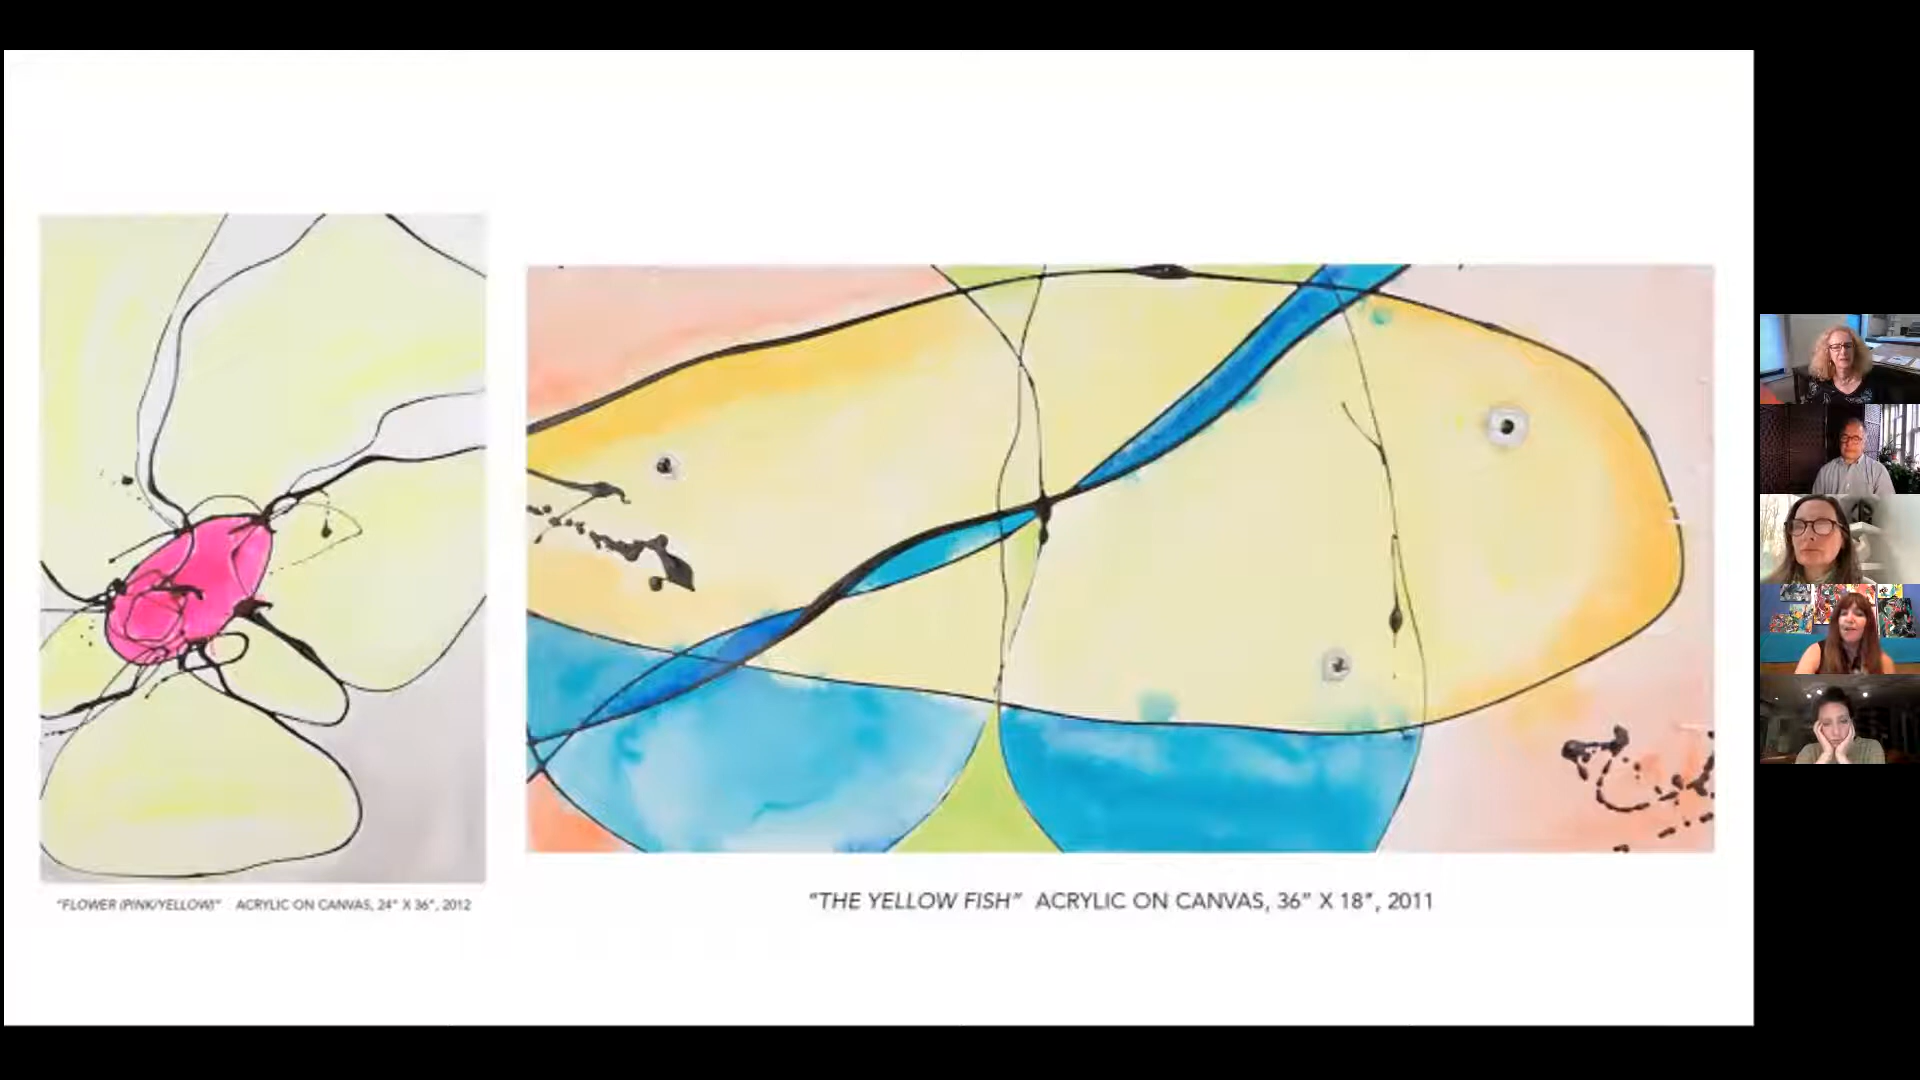 "FLOWER (PINK/YELLOW)" ACRYLIC ON CANVAS, 24" X 36", 2012
"THE YELLOW FISH" ACRYLIC ON CANVAS, 36" X 18", 2011